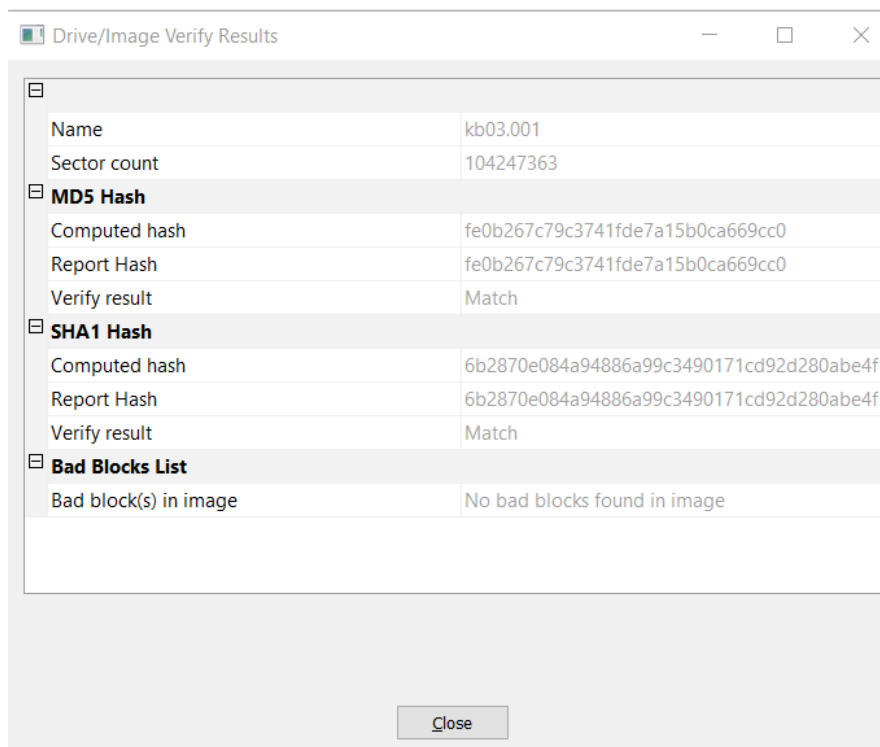 Drive/Image Verify Results
Name kb03.001
Sector count 104247363
MD5 Hash
Computed hash fe0b267c79c3741fde7a15b0ca669cc0
Report Hash fe0b267c79c3741fde7a15b0ca669cc0
Verify result Match
SHA1 Hash
Computed hash 6b2870e084a94886a99c3490171cd92d280abe4f
Report Hash 6b2870e084a94886a99c3490171cd92d280abe4f
Verify result Match
Bad Blocks List
Bad block(s) in image No bad blocks found in image
Close